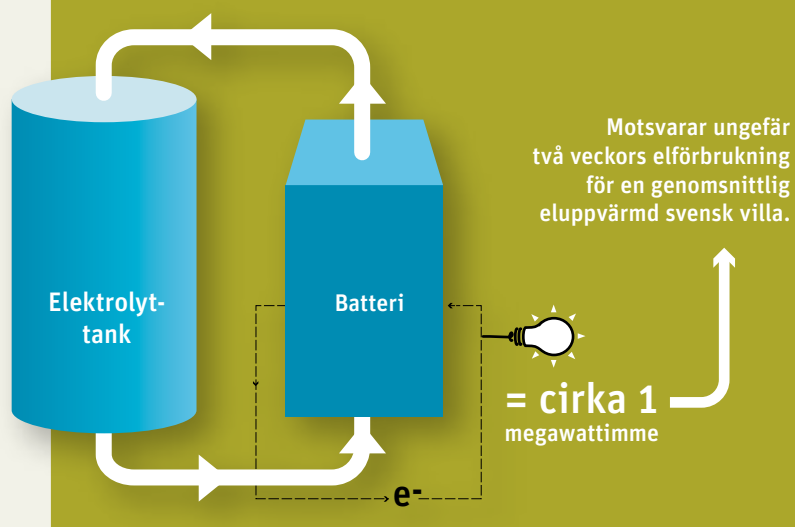 Motsvarar ungefär
två veckors elförbrukning
för en genomsnittlig
eluppvärmd svensk villa.
Elektrolyt-
tank
Batteri
= cirka 1
megawattimme
e-